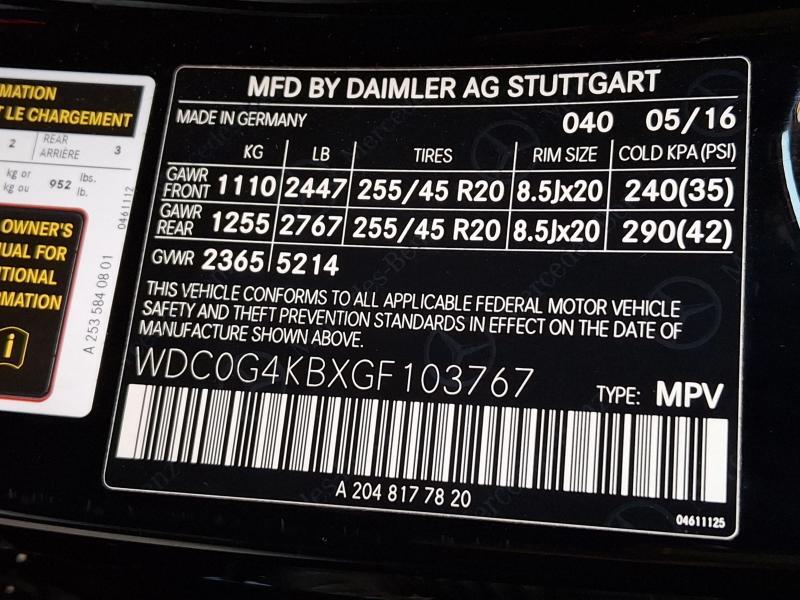 MATION
T LE CHARGEMENT
2 REAR ARRIÈRE 3
kg or
kg ou 952 lbs. lb.
OWNER'S
UAL FOR
TIONAL
RMATION
A 253 584 08 01
0461112
MFD BY DAIMLER AG STUTTGART
MADE IN GERMANY 040 05/16
KG LB TIRES RIM SIZE COLD KPA(PSI)
GAWR FRONT 1110 2447 255/45 R20 8.5Jx20 240(35)
GAWR REAR 1255 2767 255/45 R20 8.5Jx20 290(42)
GVWR 2365 5214
THIS VEHICLE CONFORMS TO ALL APPLICABLE FEDERAL MOTOR VEHICLE
SAFETY AND THEFT PREVENTION STANDARDS IN EFFECT ON THE DATE OF
MANUFACTURE SHOWN ABOVE.
WDC0G4KBXGF103767 TYPE: MPV
A 204 817 78 20
04611125